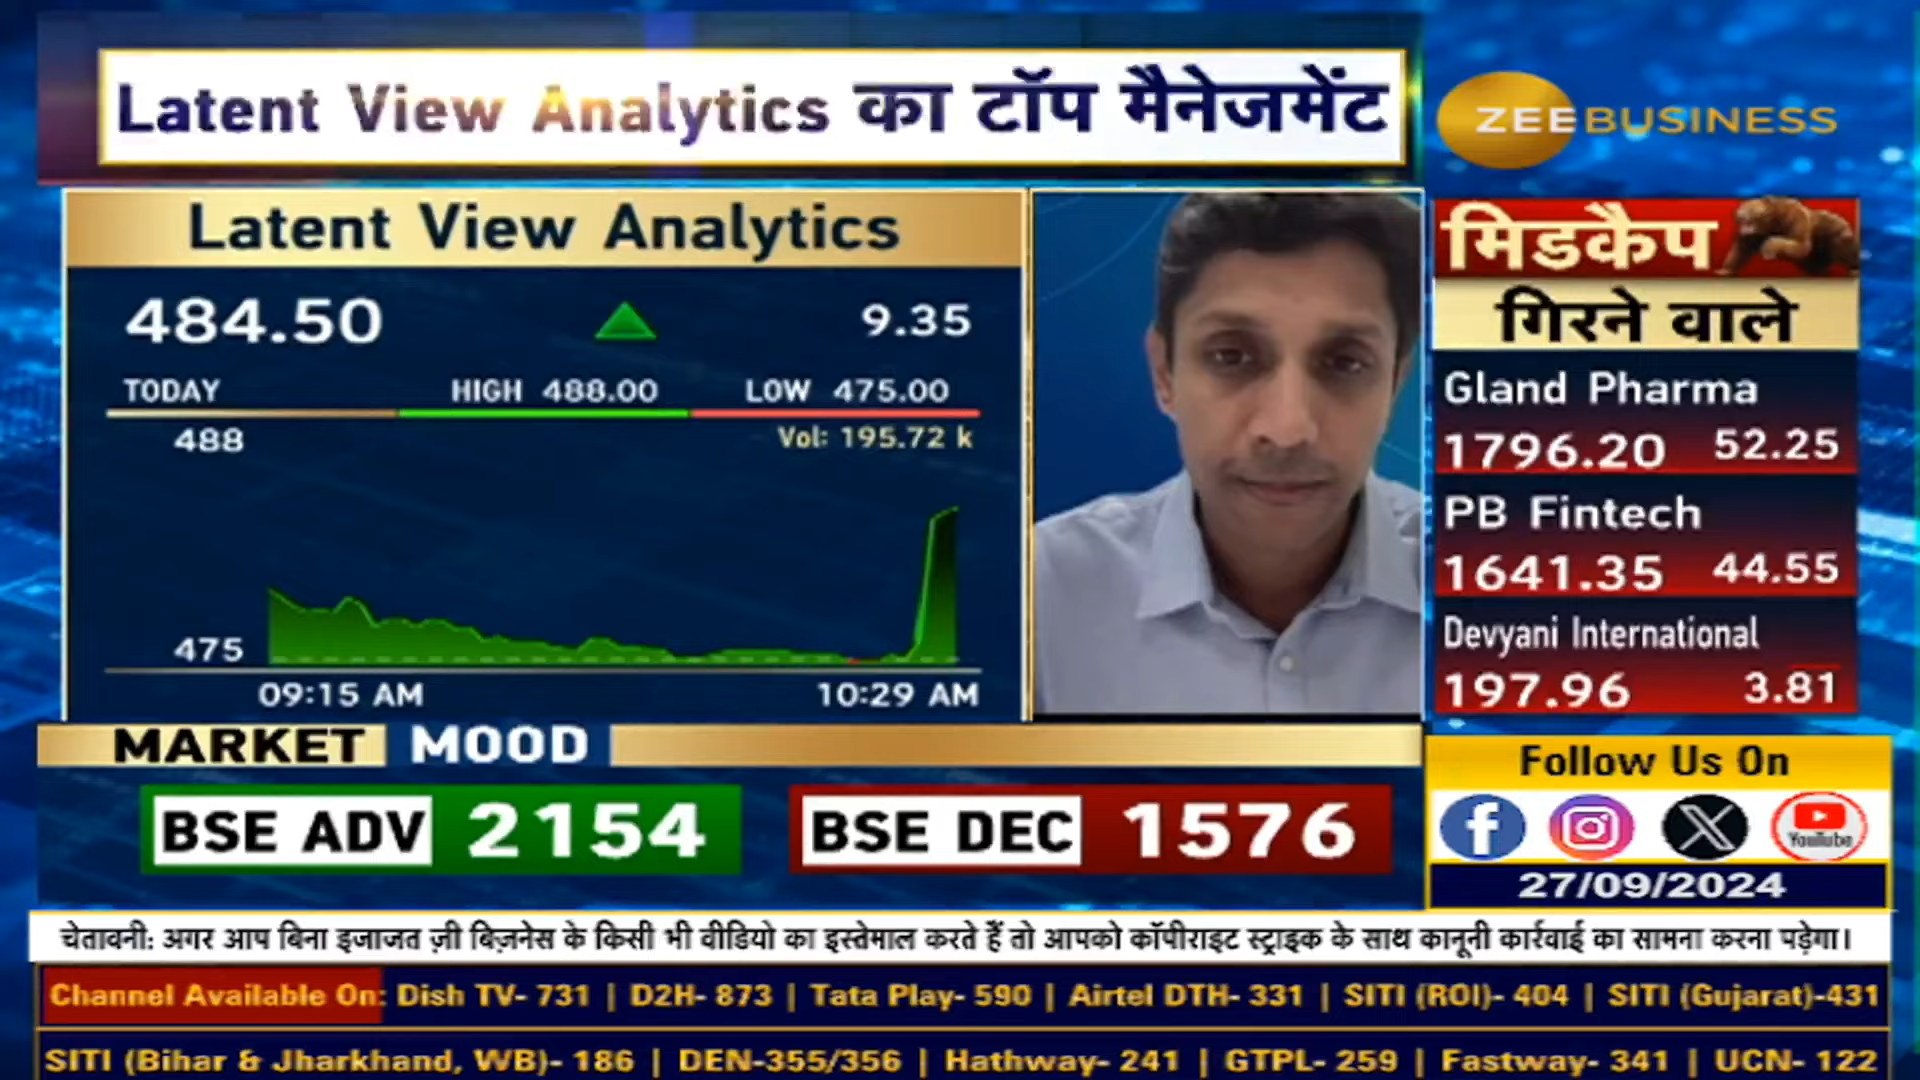 Latent View Analytics का टॉप मैनेजमेंट
ZEEBUSINESS
Latent View Analytics
484.50 9.35
TODAY HIGH 488.00 LOW 475.00
488 Vol: 195.72 k
475
09:15 AM 10:29 AM
मिडकैप
गिरने वाले
Gland Pharma
1796.20 52.25
PB Fintech
1641.35 44.55
Devyani International
197.96 3.81
MARKET MOOD
BSE ADV 2154 BSE DEC 1576
Follow Us On
YouTube
27/09/2024
चेतावनी: अगर आप बिना इजाजत ज़ी बिज़नेस के किसी भी वीडियो का इस्तेमाल करते हैं तो आपको कॉपीराइट स्ट्राइक के साथ कानूनी कार्रवाई का सामना करना पड़ेगा।
Channel Available On: Dish TV- 731 | D2H- 873 | Tata Play- 590 | Airtel DTH- 331 | SITI (ROI)- 404 | SITI (Gujarat)-431
SITI (Bihar & Jharkhand, WB)- 186 | DEN-355/356 | Hathway- 241 | GTPL- 259 | Fastway- 341 | UCN- 122